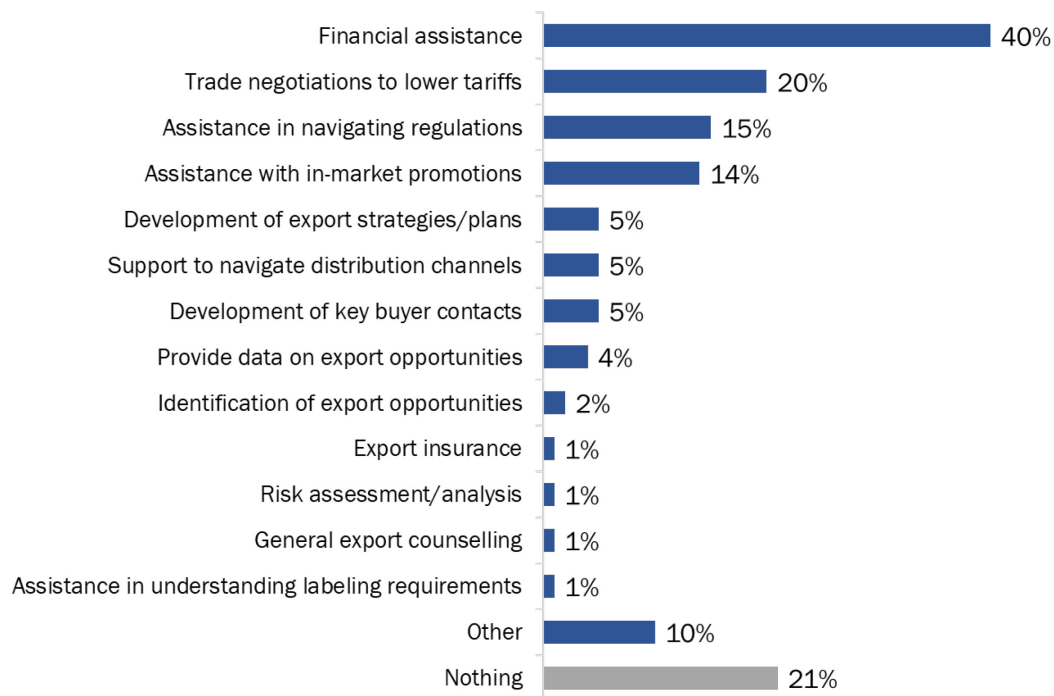 Financial assistance 40%
Trade negotiations to lower tariffs 20%
Assistance in navigating regulations 15%
Assistance with in-market promotions 14%
Development of export strategies/plans 5%
Support to navigate distribution channels 5%
Development of key buyer contacts 5%
Provide data on export opportunities 4%
Identification of export opportunities 2%
Export insurance 1%
Risk assessment/analysis 1%
General export counselling 1%
Assistance in understanding labeling requirements 1%
Other 10%
Nothing 21%